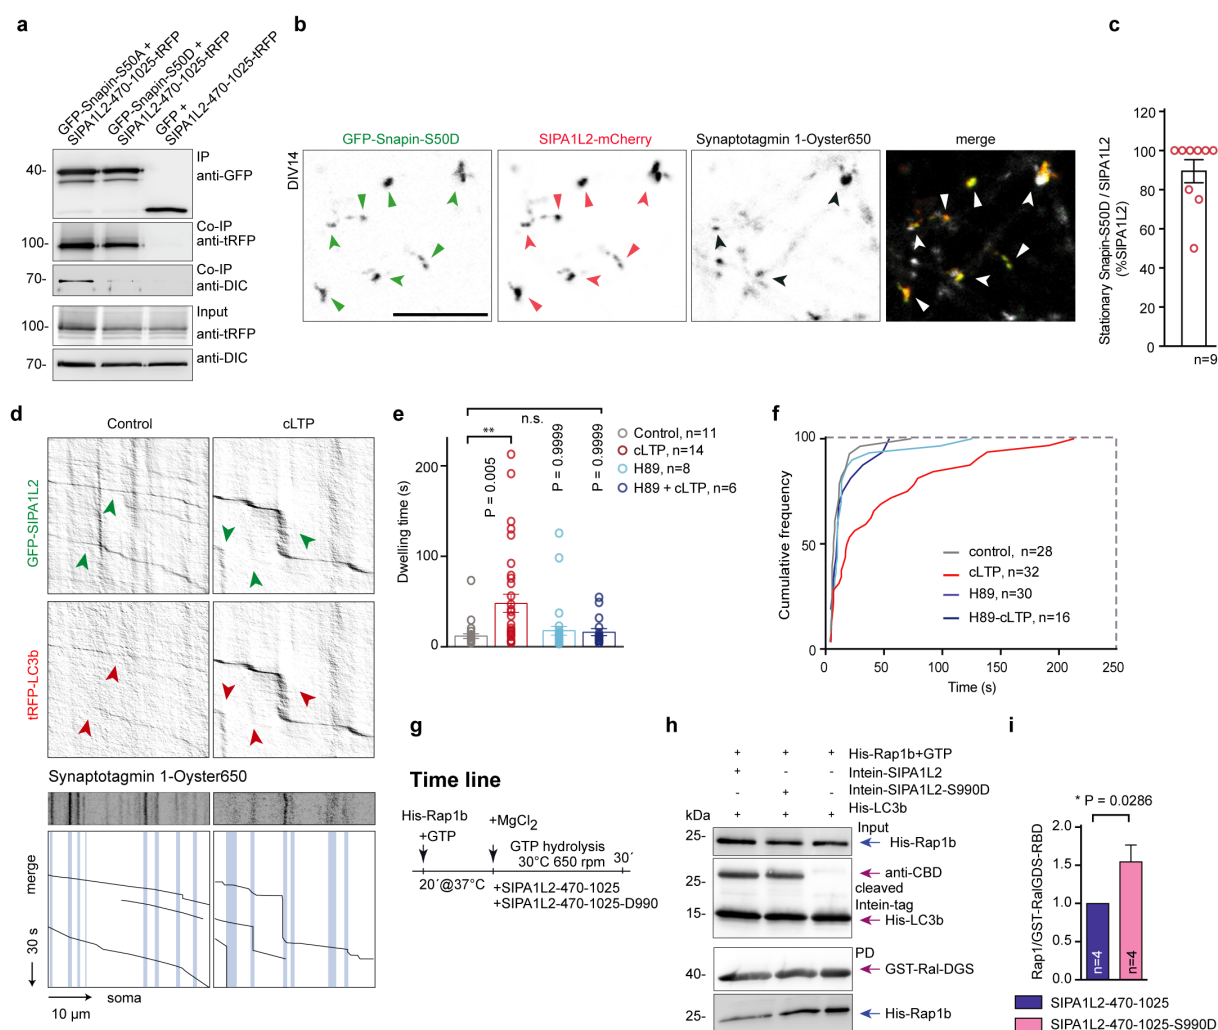 a
GFP-Snapin-S50A +
SIPA1L2-470-1025-tRFP
GFP-Snapin-S50D +
SIPA1L2-470-1025-tRFP
GFP +
SIPA1L2-470-1025-tRFP
40-
IP
anti-GFP
100-
Co-IP
anti-tRFP
70-
Co-IP
anti-DIC
100-
Input
anti-tRFP
70-
anti-DIC
b
GFP-Snapin-S50D
SIPA1L2-mCherry
Synaptotagmin 1-Oyster650
merge
DIV14
c
Stationary Snapin-S50D / SIPA1L2
(%SIPA1L2)
120
100
80
60
40
20
0
n=9
d
Control
cLTP
GFP-SIPA1L2
tRFP-LC3b
Synaptotagmin 1-Oyster650
merge
30 s
soma
10 µm
e
n.s.
**
P = 0.005
P = 0.9999
P = 0.9999
Control, n=11
cLTP, n=14
H89, n=8
H89 + cLTP, n=6
Dwelling time (s)
200
100
0
f
Cumulative frequency
100
50
0
0
50
100
150
200
250
Time (s)
control, n=28
cLTP, n=32
H89, n=30
H89-cLTP, n=16
g
Time line
His-Rap1b
+GTP
+MgCl2
GTP hydrolysis
30°C 650 rpm
30´
20´@37°C
+SIPA1L2-470-1025
+SIPA1L2-470-1025-D990
h
+ + + His-Rap1b+GTP
+ - - Intein-SIPA1L2
- + - Intein-SIPA1L2-S990D
+ + + His-LC3b
kDa
Input
25-
His-Rap1b
25-
anti-CBD
cleaved
Intein-tag
15-
His-LC3b
PD
40-
GST-Ral-DGS
25-
His-Rap1b
i
* P = 0.0286
Rap1/GST-RalGDS-RBD
2.0
1.5
1.0
0.5
0.0
n=4
n=4
SIPA1L2-470-1025
SIPA1L2-470-1025-S990D